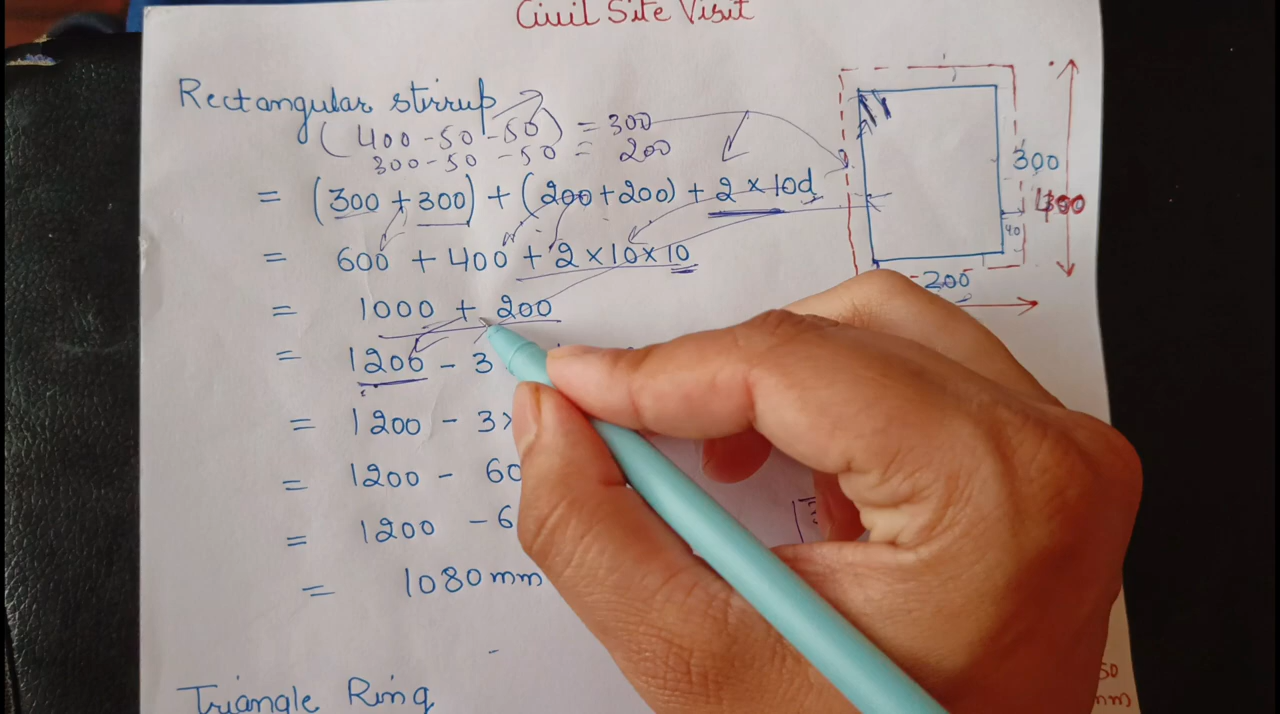 Civil Site Visit
Rectangular stirrup
(400 - 50 - 50) = 300
300 - 50 - 50 = 200
= (300 + 300) + (200 + 200) + 2 × 10d
= 600 + 400 + 2 × 10 × 10
= 1000 + 200
= 1200 - 3
= 1200 - 3×
= 1200 - 60
= 1200 - 6
= 1080 mm
Triangle Ring
300
400
40
200
50
mm